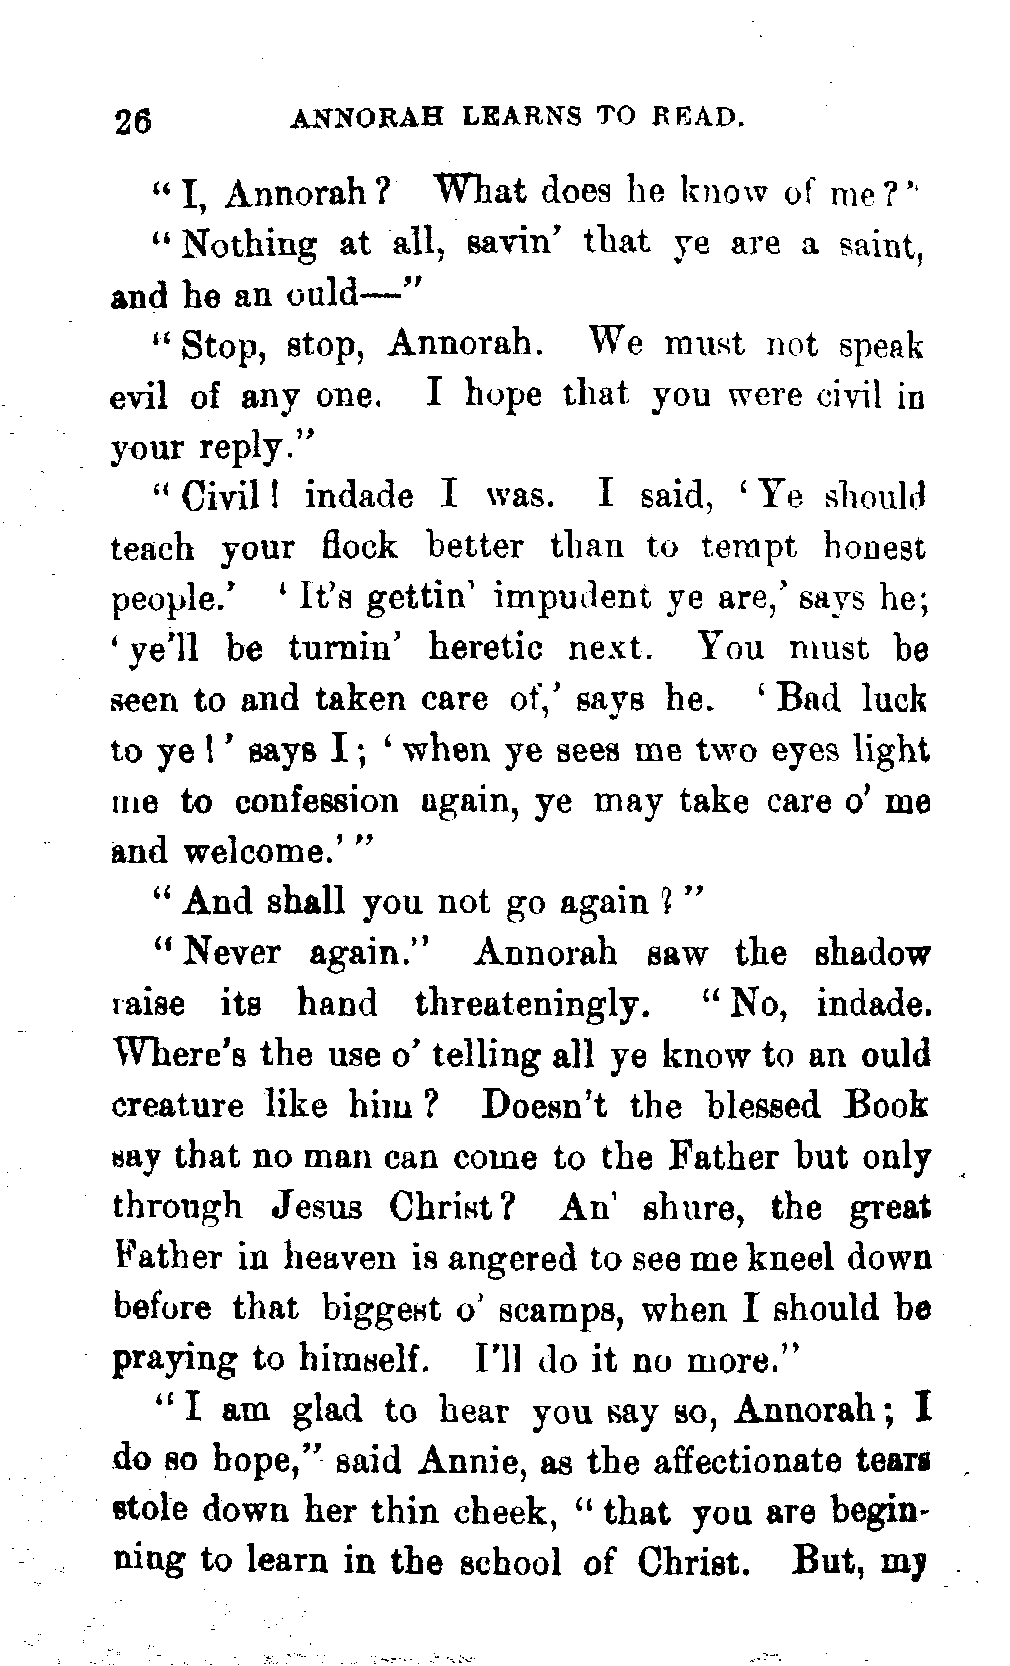 26 ANNORAH LEARNS TO READ.
"I, Annorah? What does he know of me?"
"Nothing at all, savin' that ye are a saint,
and he an ould—"
"Stop, stop, Annorah. We must not speak
evil of any one. I hope that you were civil in
your reply."
"Civil! indade I was. I said, 'Ye should
teach your flock better than to tempt honest
people.' 'It's gettin' impudent ye are,' says he;
'ye'll be turnin' heretic next. You must be
seen to and taken care of,' says he. 'Bad luck
to ye!' says I; 'when ye sees me two eyes light
me to confession again, ye may take care o' me
and welcome.'"
"And shall you not go again?"
"Never again." Annorah saw the shadow
raise its hand threateningly. "No, indade.
Where's the use o' telling all ye know to an ould
creature like him? Doesn't the blessed Book
say that no man can come to the Father but only
through Jesus Christ? An' shure, the great
Father in heaven is angered to see me kneel down
before that biggest o' scamps, when I should be
praying to himself. I'll do it no more."
"I am glad to hear you say so, Annorah; I
do so hope," said Annie, as the affectionate tears
stole down her thin cheek, "that you are begin-
ning to learn in the school of Christ. But, my